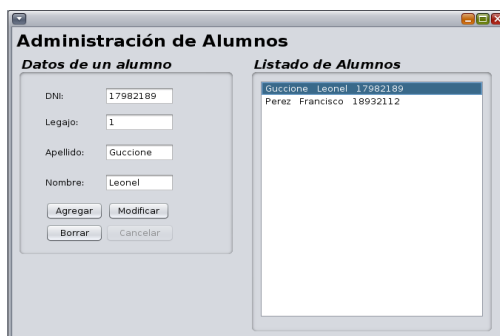 Administración de Alumnos
Datos de un alumno
DNI: 17982189
Legajo: 1
Apellido: Guccione
Nombre: Leonel
Agregar Modificar
Borrar Cancelar
Listado de Alumnos
Guccione Leonel 17982189
Perez Francisco 18932112